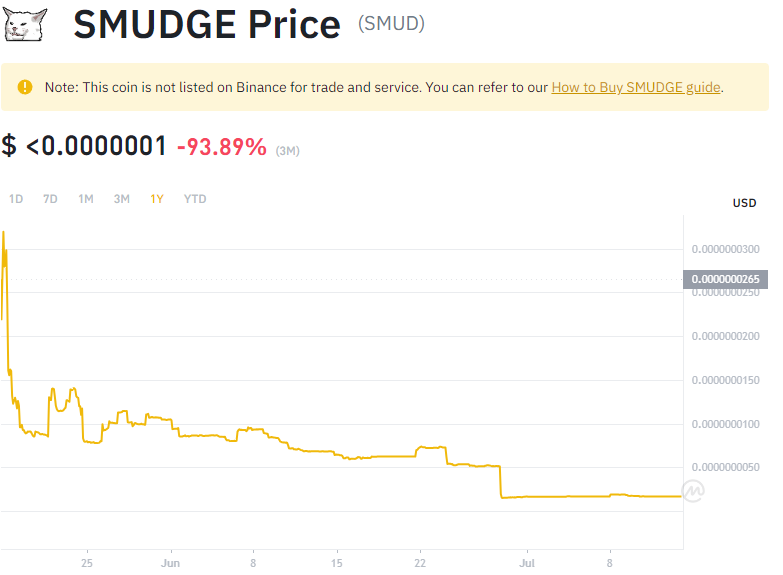 SMUDGE Price (SMUD)
Note: This coin is not listed on Binance for trade and service. You can refer to our How to Buy SMUDGE guide.
$ <0.0000001 -93.89% (3M)
1D 7D 1M 3M 1Y YTD
USD
0.0000000300
0.0000000265
0.0000000250
0.0000000200
0.0000000150
0.0000000100
0.0000000050
25 Jun 8 15 22 Jul 8